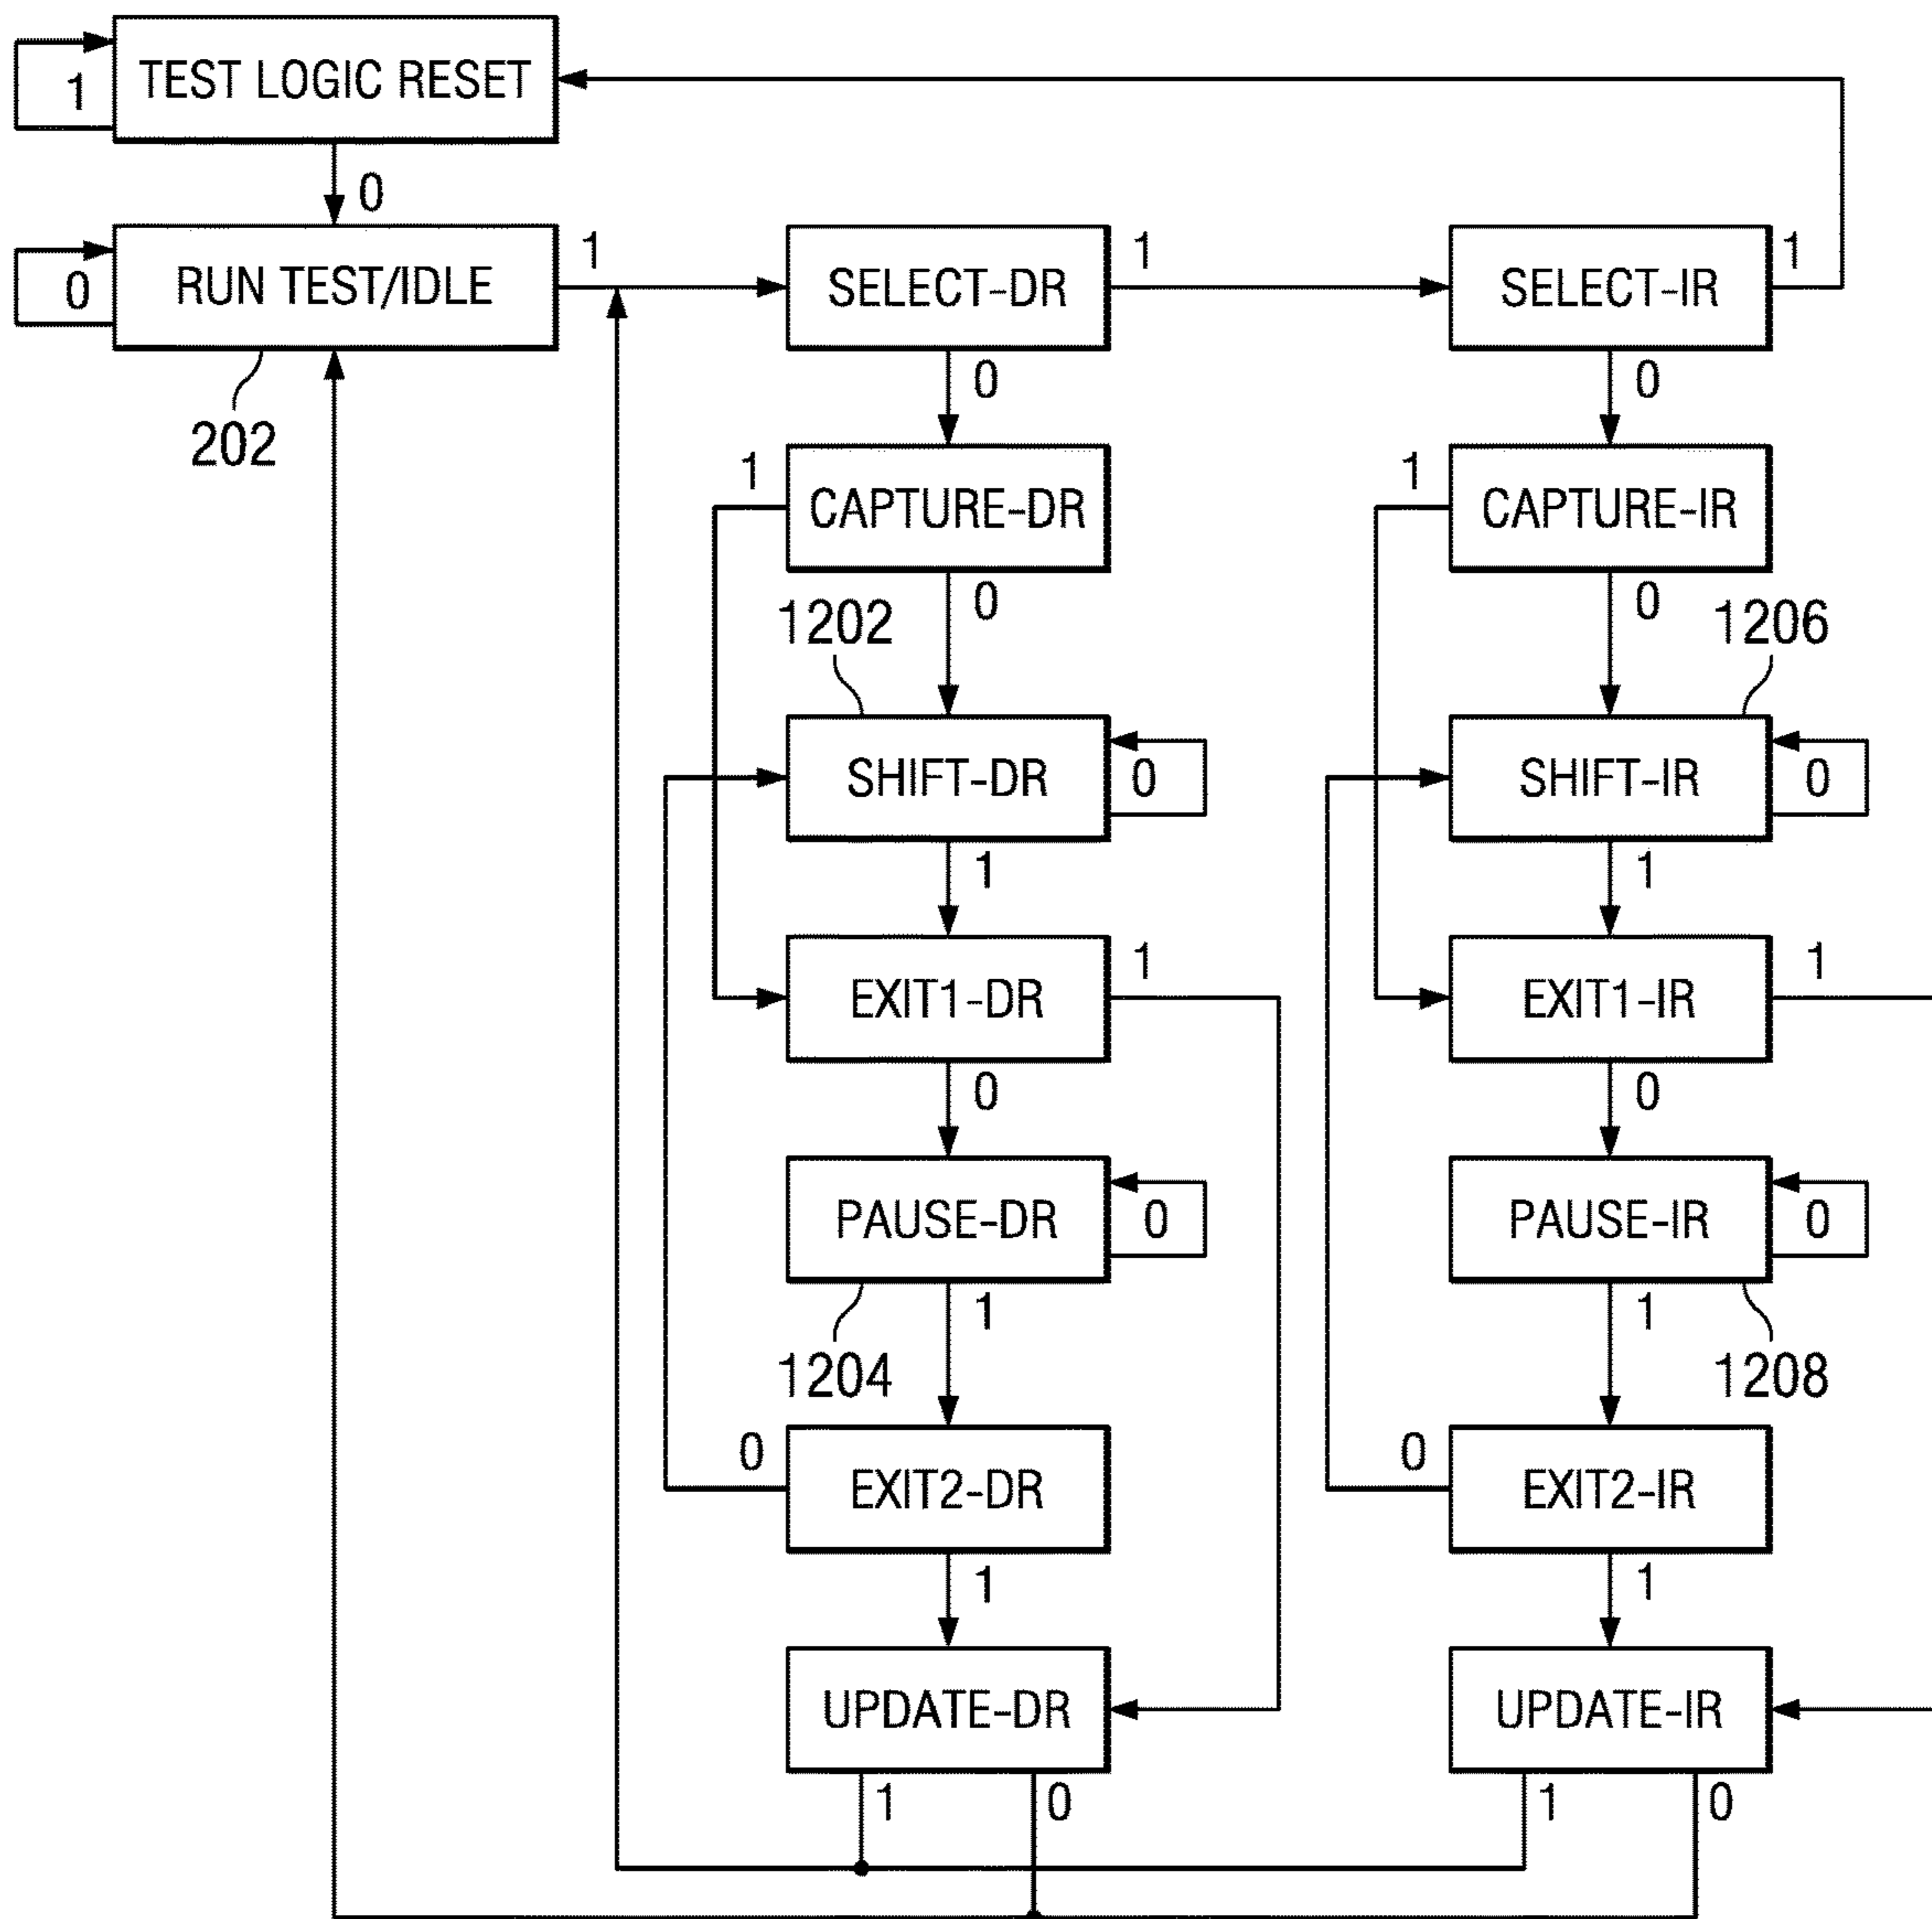 TEST LOGIC RESET
1
0
RUN TEST/IDLE
0
1
SELECT-DR
1
SELECT-IR
1
202
0
0
1
CAPTURE-DR
1
CAPTURE-IR
0
0
1202
1206
SHIFT-DR
0
SHIFT-IR
0
1
1
EXIT1-DR
1
EXIT1-IR
1
0
0
PAUSE-DR
0
PAUSE-IR
0
1
1
1204
1208
0
EXIT2-DR
0
EXIT2-IR
1
1
UPDATE-DR
UPDATE-IR
1
0
1
0